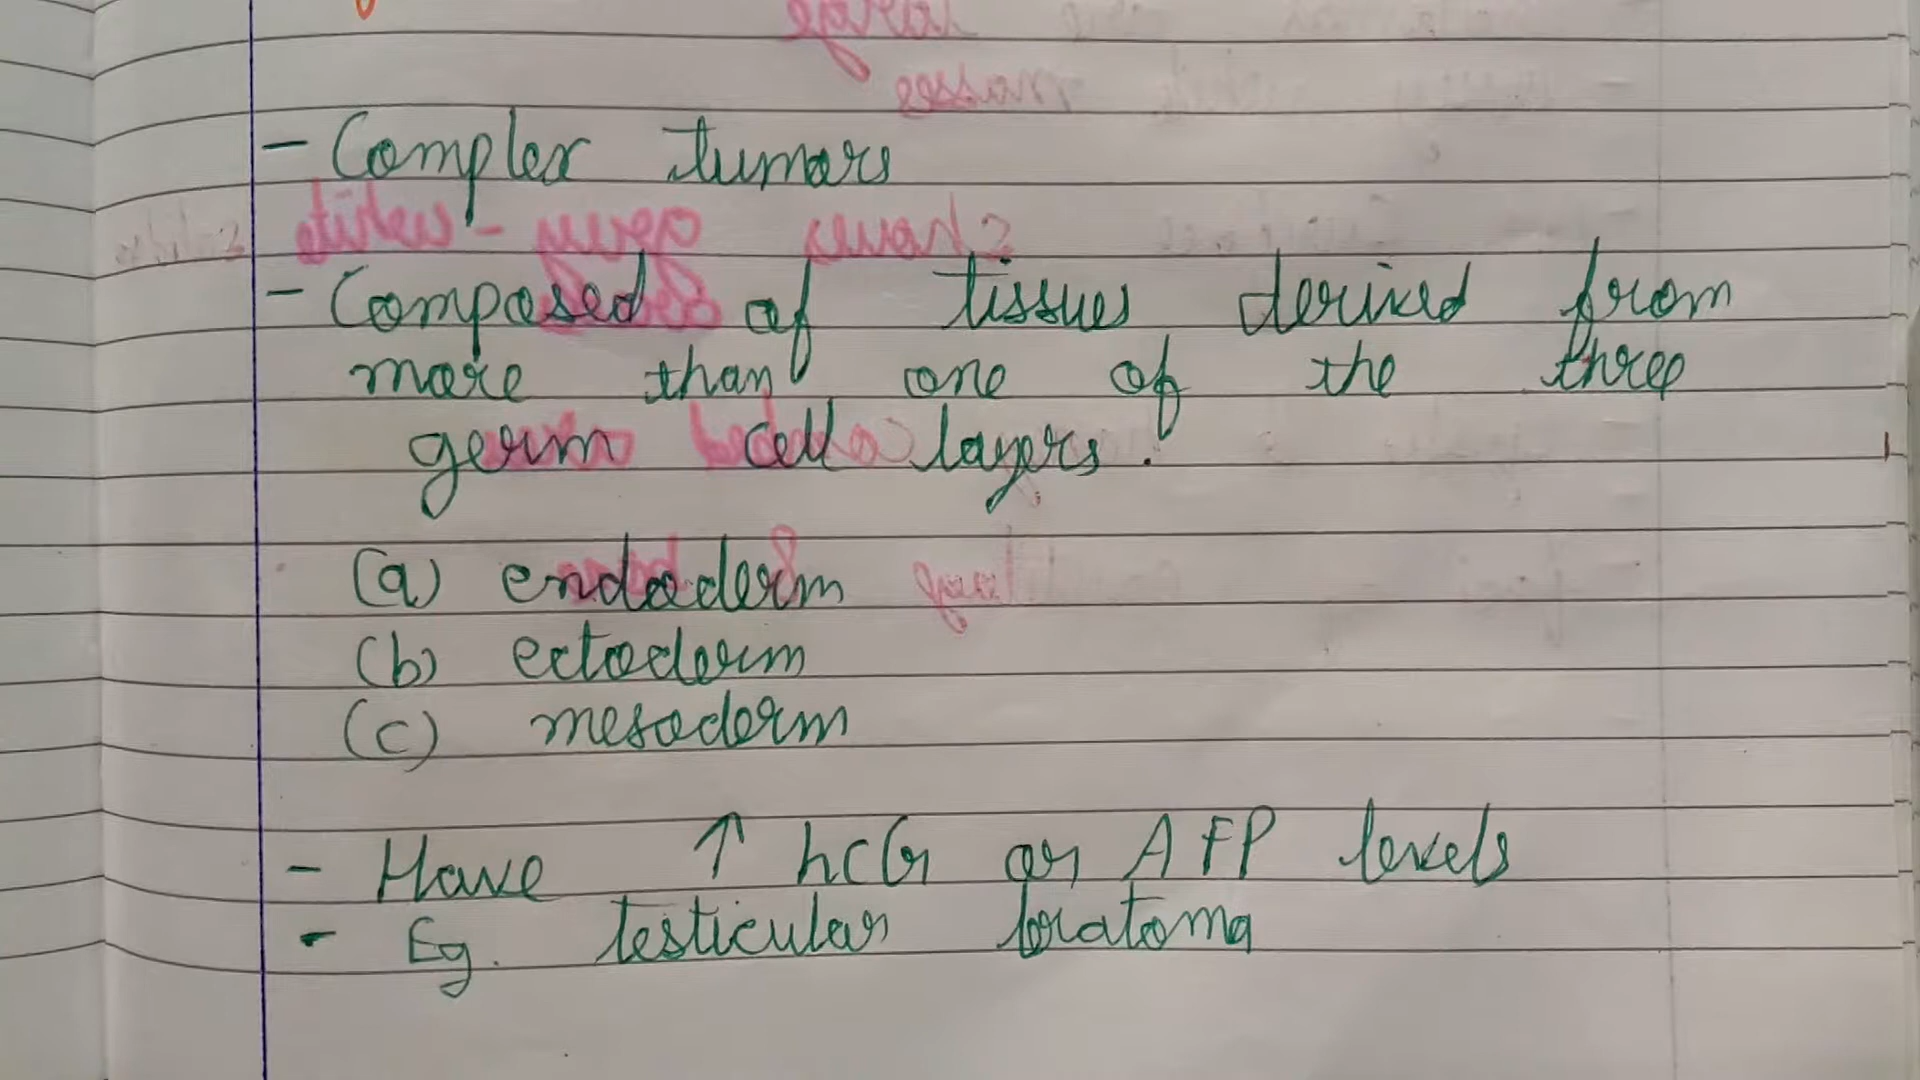 - Complex tumors
- Composed of tissues derived from
more than one of the three
germ cell layers.
(a) endoderm
(b) ectoderm
(c) mesoderm
- Have ↑ hCG or AFP levels
- Eg. testicular teratoma